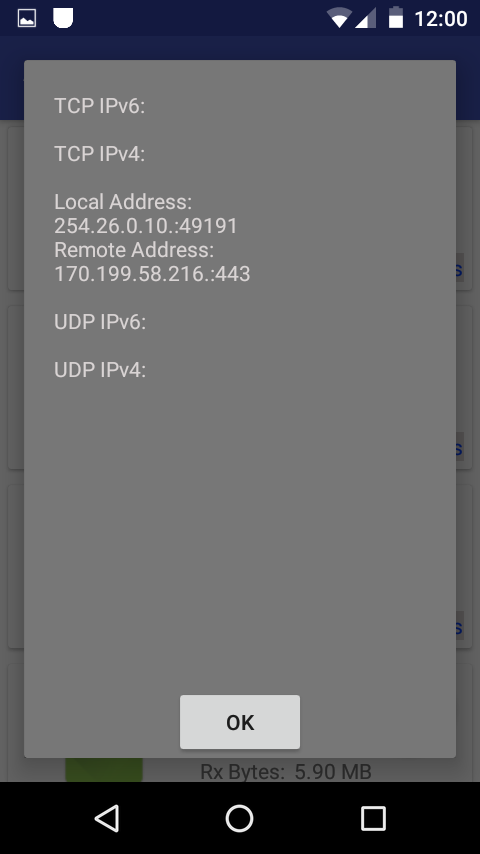 12:00
TCP IPv6:
TCP IPv4:
Local Address:
254.26.0.10.:49191
Remote Address:
170.199.58.216.:443
UDP IPv6:
UDP IPv4:
s
s
s
OK
Rx Bytes: 5.90 MB